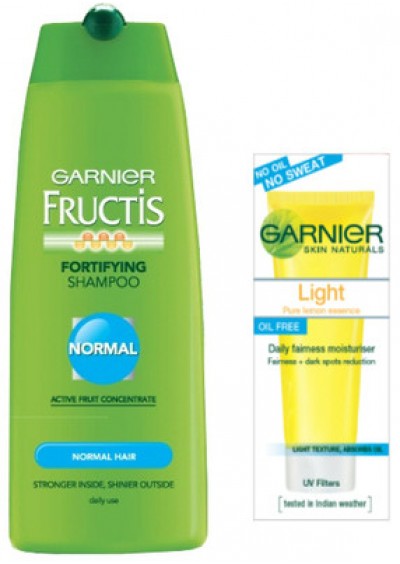 GARNIER
FRUCTIS
FORTIFYING
SHAMPOO
NORMAL
ACTIVE FRUIT CONCENTRATE
NORMAL HAIR
STRONGER INSIDE, SHINIER OUTSIDE
daily use
NO OIL
NO SWEAT
GARNIER
SKIN NATURALS
Light
Pure lemon essence
OIL FREE
Daily fairness moisturiser
Fairness + dark spots reduction
LIGHT TEXTURE, ABSORBS OIL
UV Filters
[tested in Indian weather]